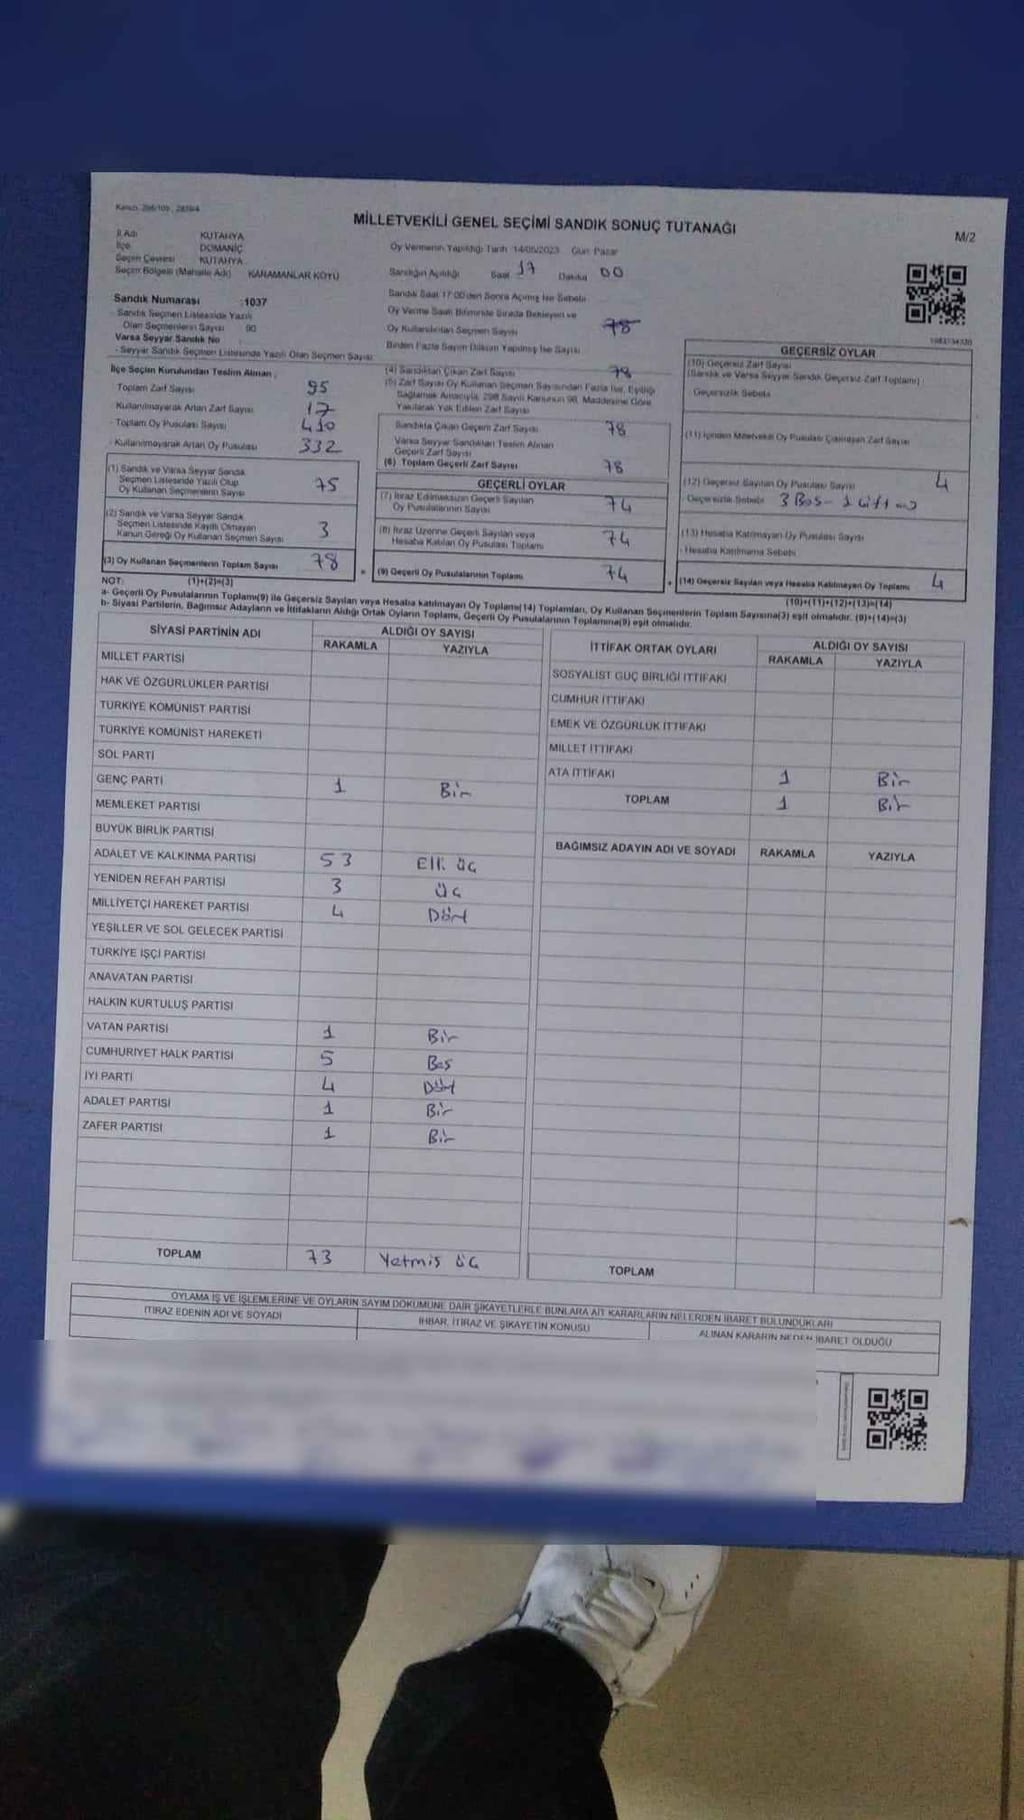 MİLLETVEKİLİ GENEL SEÇİMİ SANDIK SONUÇ TUTANAĞI
M/2
İl Adı KÜTAHYA
İlçe DOMANİÇ
Seçim Çevresi KÜTAHYA
Seçim Bölgesi (Mahalle Adı) KARAMANLAR KÖYÜ
Oy Vermenin Yapıldığı Tarih 14/05/2023 Gün: Pazar
Sandığın Açıldığı Saat 17 Dakika 00
Sandık Numarası :1037
- Sandık Seçmen Listesinde Yazılı
Olan Seçmenlerin Sayısı 90
Varsa Seyyar Sandık No
- Seyyar Sandık Seçmen Listesinde Yazılı Olan Seçmen Sayısı:
Sandık Saat 17:00'den Sonra Açılmış İse Sebebi
Oy Verme Saati Bitiminde Sırada Bekleyen ve
Oy Kullandırılan Seçmen Sayısı 78
Birden Fazla Sayım Döküm Yapılmış İse Sayısı
İlçe Seçim Kurulundan Teslim Alınan ;
Toplam Zarf Sayısı 95
Kullanılmayarak Artan Zarf Sayısı 17
- Toplam Oy Pusulası Sayısı 410
- Kullanılmayarak Artan Oy Pusulası 332
(1) Sandık ve Varsa Seyyar Sandık
Seçmen Listesinde Yazılı Olup
Oy Kullanan Seçmenlerin Sayısı 75
(2) Sandık ve Varsa Seyyar Sandık
Seçmen Listesinde Kayıtlı Olmayan
Kanun Gereği Oy Kullanan Seçmen Sayısı 3
(3) Oy Kullanan Seçmenlerin Toplam Sayısı 78
(4) Sandıktan Çıkan Zarf Sayısı 78
(5) Zarf Sayısı Oy Kullanan Seçmen Sayısından Fazla İse, Eşitliği
Sağlamak Amacıyla, 298 Sayılı Kanunun 98. Maddesine Göre
Yakılarak Yok Edilen Zarf Sayısı
Sandıkta Çıkan Geçerli Zarf Sayısı 78
Varsa Seyyar Sandıktan Teslim Alınan
Geçerli Zarf Sayısı
(6) Toplam Geçerli Zarf Sayısı 78
GEÇERLİ OYLAR
(7) İtiraz Edilmeksizin Geçerli Sayılan
Oy Pusulalarının Sayısı 74
(8) İtiraz Üzerine Geçerli Sayılan veya
Hesaba Katılan Oy Pusulası Toplamı 74
(9) Geçerli Oy Pusulalarının Toplamı 74
GEÇERSİZ OYLAR
(10) Geçersiz Zarf Sayısı
(Sandık ve Varsa Seyyar Sandık Geçersiz Zarf Toplamı)
Geçersizlik Sebebi
(11) İçinden Milletvekili Oy Pusulası Çıkmayan Zarf Sayısı
(12) Geçersiz Sayılan Oy Pusulası Sayısı 4
Geçersizlik Sebebi 3 Boş - 1
(13) Hesaba Katılmayan Oy Pusulası Sayısı
- Hesaba Katılmama Sebebi
(14) Geçersiz Sayılan veya Hesaba Katılmayan Oy Toplamı 4
NOT: (1)+(2)=(3) (10)+(11)+(12)+(13)=(14)
a- Geçerli Oy Pusulalarının Toplamı(9) ile Geçersiz Sayılan veya Hesaba Katılmayan Oy Toplamı(14) Toplamları, Oy Kullanan Seçmenlerin Toplam Sayısına(3) eşit olmalıdır. (9)+(14)=(3)
b- Siyasi Partilerin, Bağımsız Adayların ve İttifakların Aldığı Ortak Oyların Toplamı, Geçerli Oy Pusulalarının Toplamına(9) eşit olmalıdır.
SİYASİ PARTİNİN ADI ALDIĞI OY SAYISI
RAKAMLA YAZIYLA
MİLLET PARTİSİ
HAK VE ÖZGÜRLÜKLER PARTİSİ
TÜRKİYE KOMÜNİST PARTİSİ
TÜRKİYE KOMÜNİST HAREKETİ
SOL PARTİ
GENÇ PARTİ 1 Bir
MEMLEKET PARTİSİ
BÜYÜK BİRLİK PARTİSİ
ADALET VE KALKINMA PARTİSİ 53 Elli üç
YENİDEN REFAH PARTİSİ 3 üç
MİLLİYETÇİ HAREKET PARTİSİ 4 Dört
YEŞİLLER VE SOL GELECEK PARTİSİ
TÜRKİYE İŞÇİ PARTİSİ
ANAVATAN PARTİSİ
HALKIN KURTULUŞ PARTİSİ
VATAN PARTİSİ 1 Bir
CUMHURİYET HALK PARTİSİ 5 Beş
İYİ PARTİ 4 Dört
ADALET PARTİSİ 1 Bir
ZAFER PARTİSİ 1 Bir
TOPLAM 73 Yetmiş üç
İTTİFAK ORTAK OYLARI ALDIĞI OY SAYISI
RAKAMLA YAZIYLA
SOSYALİST GÜÇ BİRLİĞİ İTTİFAKI
CUMHUR İTTİFAKI
EMEK VE ÖZGÜRLÜK İTTİFAKI
MİLLET İTTİFAKI
ATA İTTİFAKI 1 Bir
TOPLAM 1 Bir
BAĞIMSIZ ADAYIN ADI VE SOYADI RAKAMLA YAZIYLA
TOPLAM
OYLAMA İŞ VE İŞLEMLERİNE VE OYLARIN SAYIM DÖKÜMÜNE DAİR ŞİKAYETLERLE BUNLARA AİT KARARLARIN NELERDEN İBARET BULUNDUKLARI
İTİRAZ EDENİN ADI VE SOYADI
İHBAR, İTİRAZ VE ŞİKAYETİN KONUSU
ALINAN KARARIN NEDEN İBARET OLDUĞU